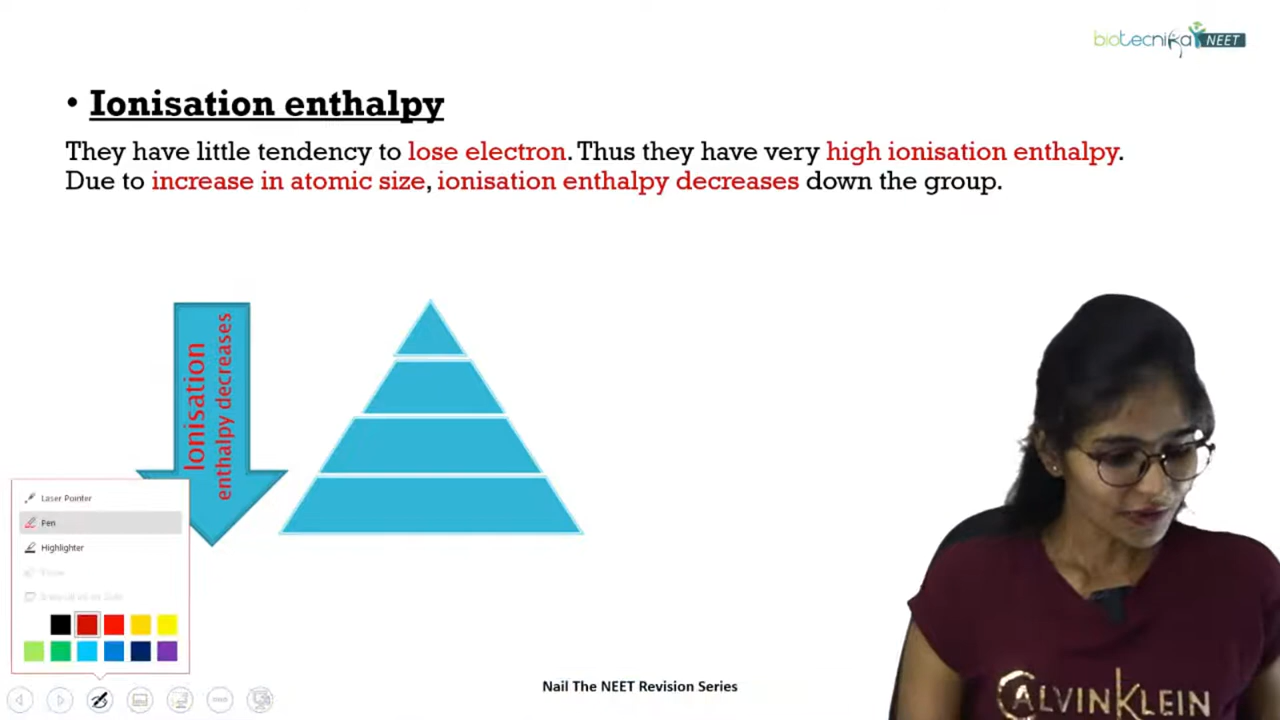 biotecnika NEET
• Ionisation enthalpy
They have little tendency to lose electron. Thus they have very high ionisation enthalpy.
Due to increase in atomic size, ionisation enthalpy decreases down the group.
Ionisation
enthalpy decreases
Laser Pointer
Pen
Highlighter
Nail The NEET Revision Series
CALVIN KLEIN